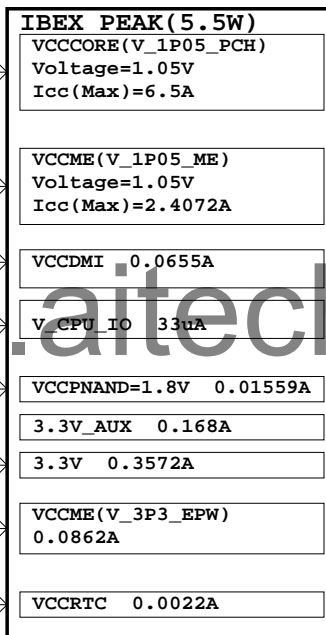 IBEX PEAK(5.5W)
VCCCORE(V_1P05_PCH)
Voltage=1.05V
Icc(Max)=6.5A
VCCME(V_1P05_ME)
Voltage=1.05V
Icc(Max)=2.4072A
VCCDMI 0.0655A
V_CPU_IO 33uA
.aitech
VCCPNAND=1.8V 0.01559A
3.3V_AUX 0.168A
3.3V 0.3572A
VCCME(V_3P3_EPW)
0.0862A
VCCRTC 0.0022A